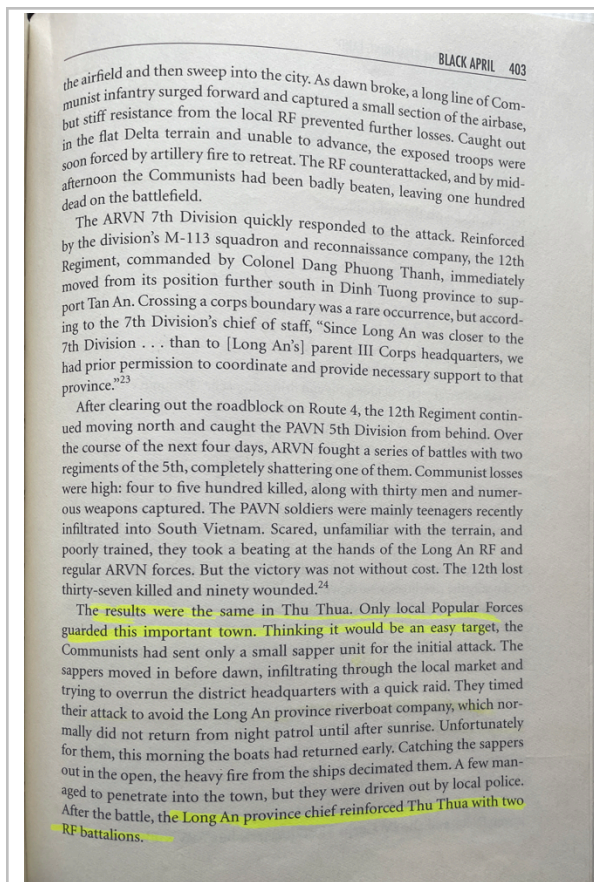 BLACK APRIL 403
the airfield and then sweep into the city. As dawn broke, a long line of Com-
munist infantry surged forward and captured a small section of the airbase,
but stiff resistance from the local RF prevented further losses. Caught out
in the flat Delta terrain and unable to advance, the exposed troops were
soon forced by artillery fire to retreat. The RF counterattacked, and by mid-
afternoon the Communists had been badly beaten, leaving one hundred
dead on the battlefield.
The ARVN 7th Division quickly responded to the attack. Reinforced
by the division's M-113 squadron and reconnaissance company, the 12th
Regiment, commanded by Colonel Dang Phuong Thanh, immediately
moved from its position further south in Dinh Tuong province to sup-
port Tan An. Crossing a corps boundary was a rare occurrence, but accord-
ing to the 7th Division's chief of staff, "Since Long An was closer to the
7th Division . . . than to [Long An's] parent III Corps headquarters, we
had prior permission to coordinate and provide necessary support to that
province."23
After clearing out the roadblock on Route 4, the 12th Regiment contin-
ued moving north and caught the PAVN 5th Division from behind. Over
the course of the next four days, ARVN fought a series of battles with two
regiments of the 5th, completely shattering one of them. Communist losses
were high: four to five hundred killed, along with thirty men and numer-
ous weapons captured. The PAVN soldiers were mainly teenagers recently
infiltrated into South Vietnam. Scared, unfamiliar with the terrain, and
poorly trained, they took a beating at the hands of the Long An RF and
regular ARVN forces. But the victory was not without cost. The 12th lost
thirty-seven killed and ninety wounded.24
The results were the same in Thu Thua. Only local Popular Forces
guarded this important town. Thinking it would be an easy target, the
Communists had sent only a small sapper unit for the initial attack. The
sappers moved in before dawn, infiltrating through the local market and
trying to overrun the district headquarters with a quick raid. They timed
their attack to avoid the Long An province riverboat company, which nor-
mally did not return from night patrol until after sunrise. Unfortunately
for them, this morning the boats had returned early. Catching the sappers
out in the open, the heavy fire from the ships decimated them. A few man-
aged to penetrate into the town, but they were driven out by local police.
After the battle, the Long An province chief reinforced Thu Thua with two
RF battalions.